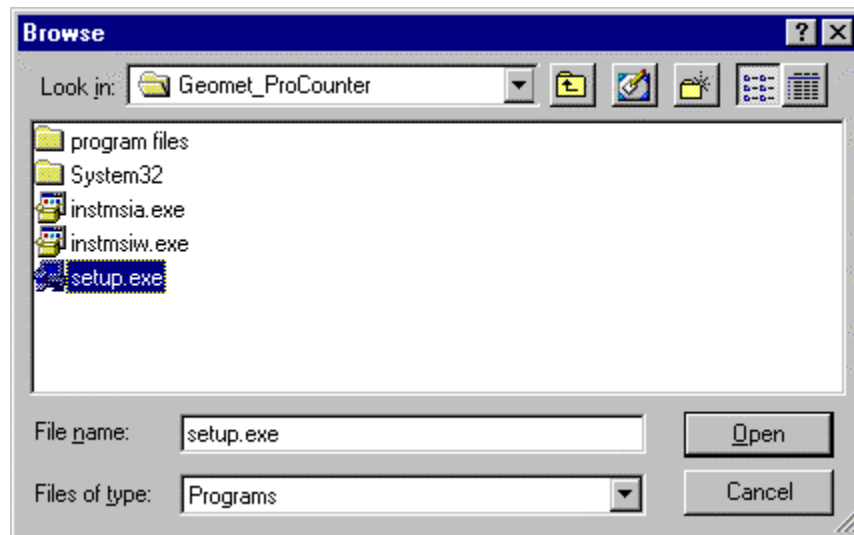 Browse
Look in: Geomet_ProCounter
program files
System32
instmsia.exe
instmsiw.exe
setup.exe
File name: setup.exe Open
Files of type: Programs Cancel